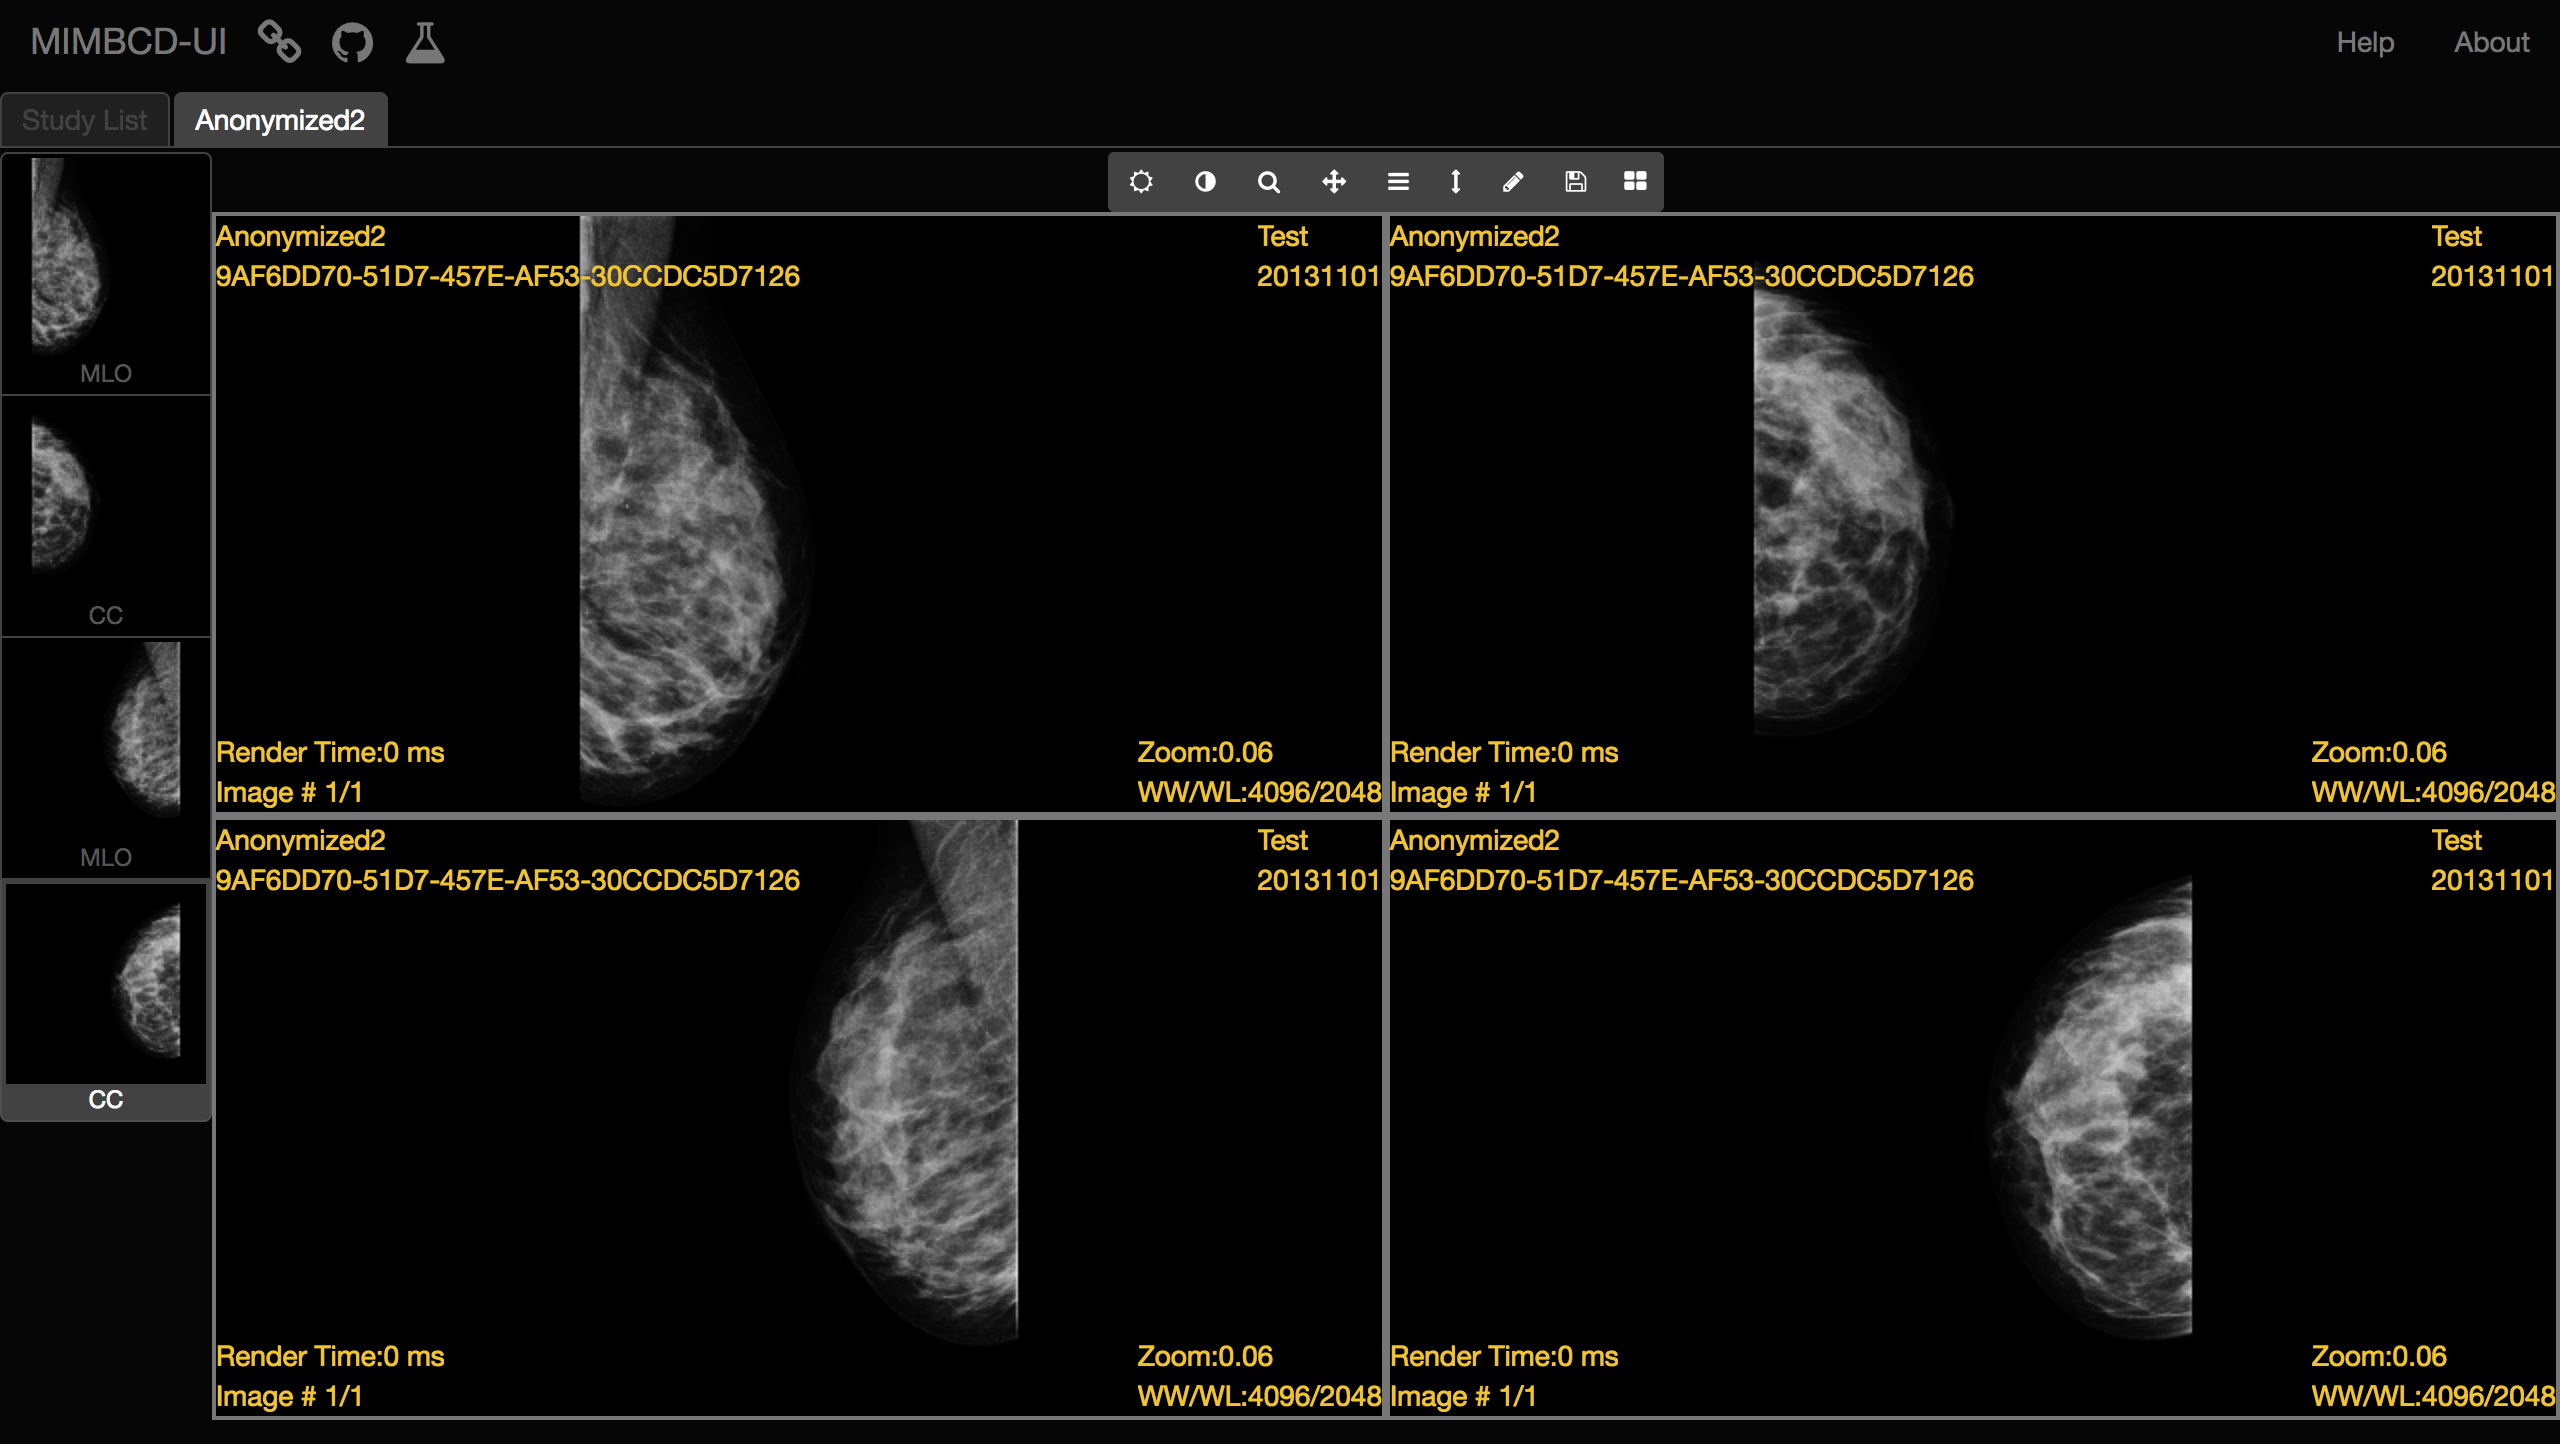 MIMBCD-UI
Help
About
Study List
Anonymized2
MLO
CC
MLO
CC
Anonymized2
9AF6DD70-51D7-457E-AF53-30CCDC5D7126
Test
20131101
Render Time:0 ms
Image # 1/1
Zoom:0.06
WW/WL:4096/2048
Anonymized2
9AF6DD70-51D7-457E-AF53-30CCDC5D7126
Test
20131101
Render Time:0 ms
Image # 1/1
Zoom:0.06
WW/WL:4096/2048
Anonymized2
9AF6DD70-51D7-457E-AF53-30CCDC5D7126
Test
20131101
Render Time:0 ms
Image # 1/1
Zoom:0.06
WW/WL:4096/2048
Anonymized2
9AF6DD70-51D7-457E-AF53-30CCDC5D7126
Test
20131101
Render Time:0 ms
Image # 1/1
Zoom:0.06
WW/WL:4096/2048